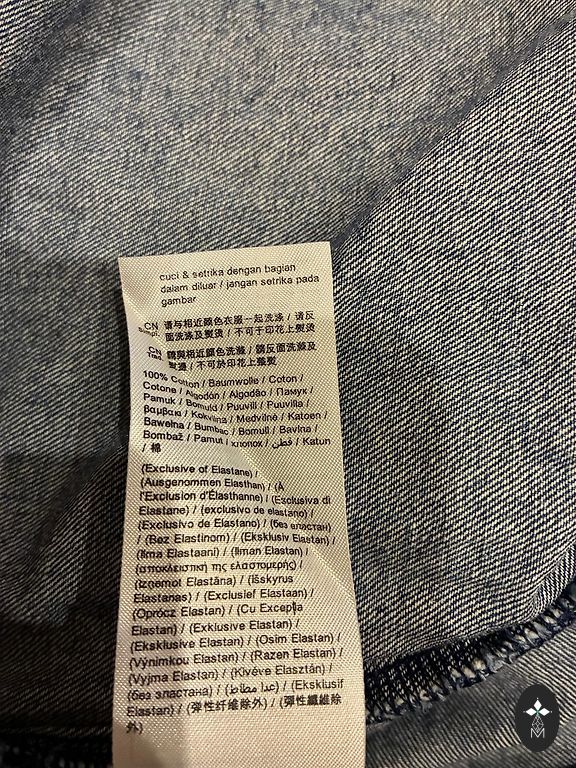 cuci & setrika dengan bagian
dalam diluar / jangan setrika pada
gambar
CN Simpl. 请与相近颜色衣服一起洗涤 / 请反
面洗涤及熨烫 / 不可于印花上熨烫
CN Trad. 請與相近顏色洗滌 / 請反面洗滌及
熨燙 / 不可於印花上熨燙
100% Cotton / Baumwolle / Coton /
Cotone / Algodón / Algodão / Памук /
Pamuk / Bomuld / Puuvill / Puuvilla /
βαμβακι / Kokvilna / Medvilnė / Katoen /
Bawełna / Bumbac / Bomull / Bavlna /
Bombaž / Pamut / хлопок / قطن / Katun
/ 棉
(Exclusive of Elastane) /
(Ausgenommen Elasthan) / (À
l'Exclusion d'Élasthanne) / (Esclusiva di
Elastane) / (exclusivo de elastano) /
(Exclusivo de Elastano) / (без еластан)
/ (Bez Elastinom) / (Eksklusiv Elastan) /
(Ilma Elastaani) / (Ilman Elastan) /
(αποκλειστική της ελαστομερής) /
(izņemot Elastāna) / (Išskyrus
Elastanas) / (Exclusief Elastaan) /
(Oprócz Elastan) / (Cu Excepţia
Elastan) / (Exklusive Elastan) /
(Eksklusive Elastan) / (Osim Elastan) /
(Výnimkou Elastan) / (Razen Elastan) /
(Vyjma Elastan) / (Kivéve Elasztán) /
(без эластана) / (عدا مطاط) / (Eksklusif
Elastan) / (弹性纤维除外) / (彈性纖維除
外)
M